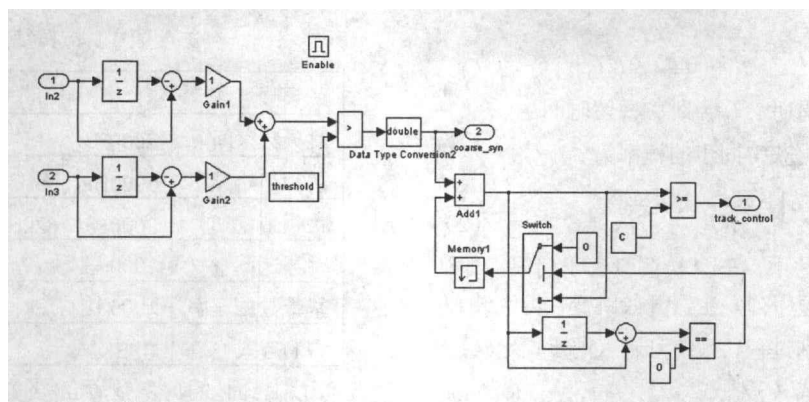 Enable
1
In2
1
z
-+
1
Gain1
++
>
double
Data Type Conversion2
2
coarse_syn
2
In3
1
z
-+
1
Gain2
threshold
+
+
Add1
>=
1
track_control
C
Switch
0
Memory1
1
z
-+
==
0